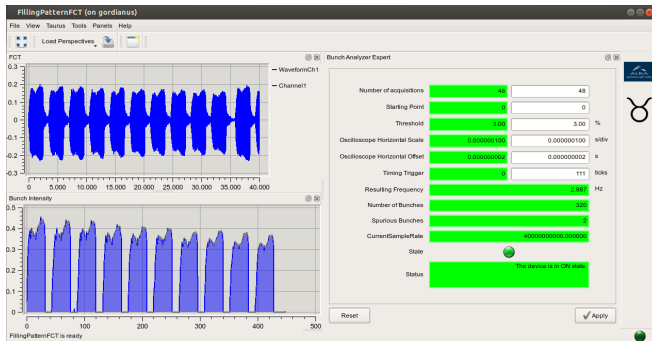 FillingPatternFCT (on gordianus)
File View Taurus Tools Panels Help
Load Perspectives
FCT
0.3
0.2
0.1
0
-0.1
-0.2
-0.3
0 5.000 10.000 15.000 20.000 25.000 30.000 35.000 40.000
WaveformCh1
Channel1
Bunch Intensity
0.5
0.4
0.3
0.2
0.1
0
0 100 200 300 400 500
Bunch Analyzer Expert
Number of acquisitions 48 48
Starting Point 0 0
Threshold 3.00 3.00 %
Oscilloscope Horizontal Scale 0.000000100 0.000000100 s/div
Oscilloscope Horizontal Offset 0.000000002 0.000000002 s
Timing Trigger 0 111 ticks
Resulting Frequency 2.987 Hz
Number of Bunches 320
Spurious Bunches 2
CurrentSampleRate 40000000000.000000
State
Status The device is in ON state.
Reset Apply
ALBA
FillingPatternFCT is ready